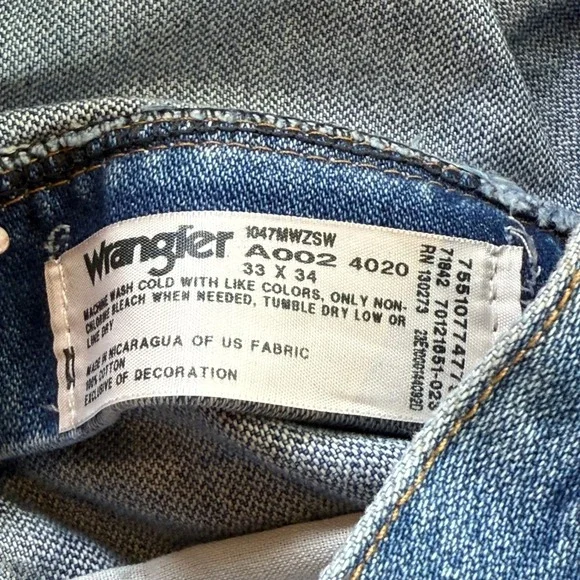 Wrangler
1047MWZSW
A002 4020
33 X 34
MACHINE WASH COLD WITH LIKE COLORS, ONLY NON-
CHLORINE BLEACH WHEN NEEDED, TUMBLE DRY LOW OR
LINE DRY
MADE IN NICARAGUA OF US FABRIC
100% COTTON
EXCLUSIVE OF DECORATION
RN 130273